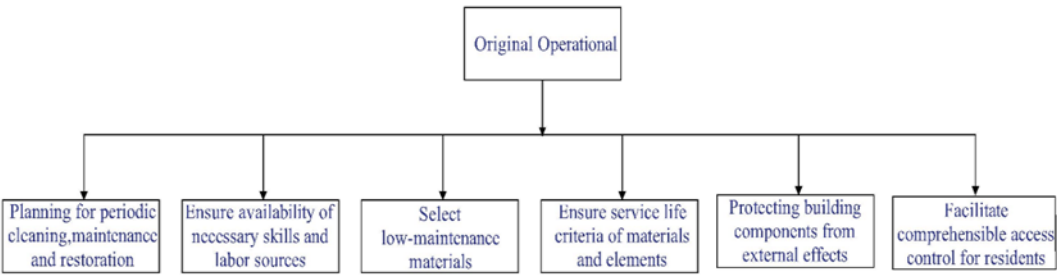 Original Operational
Planning for periodic
cleaning,maintenance
and restoration
Ensure availability of
necessary skills and
labor sources
Select
low-maintenance
materials
Ensure service life
criteria of materials
and elements
Protecting building
components from
external effects
Facilitate
comprehensible access
control for residents